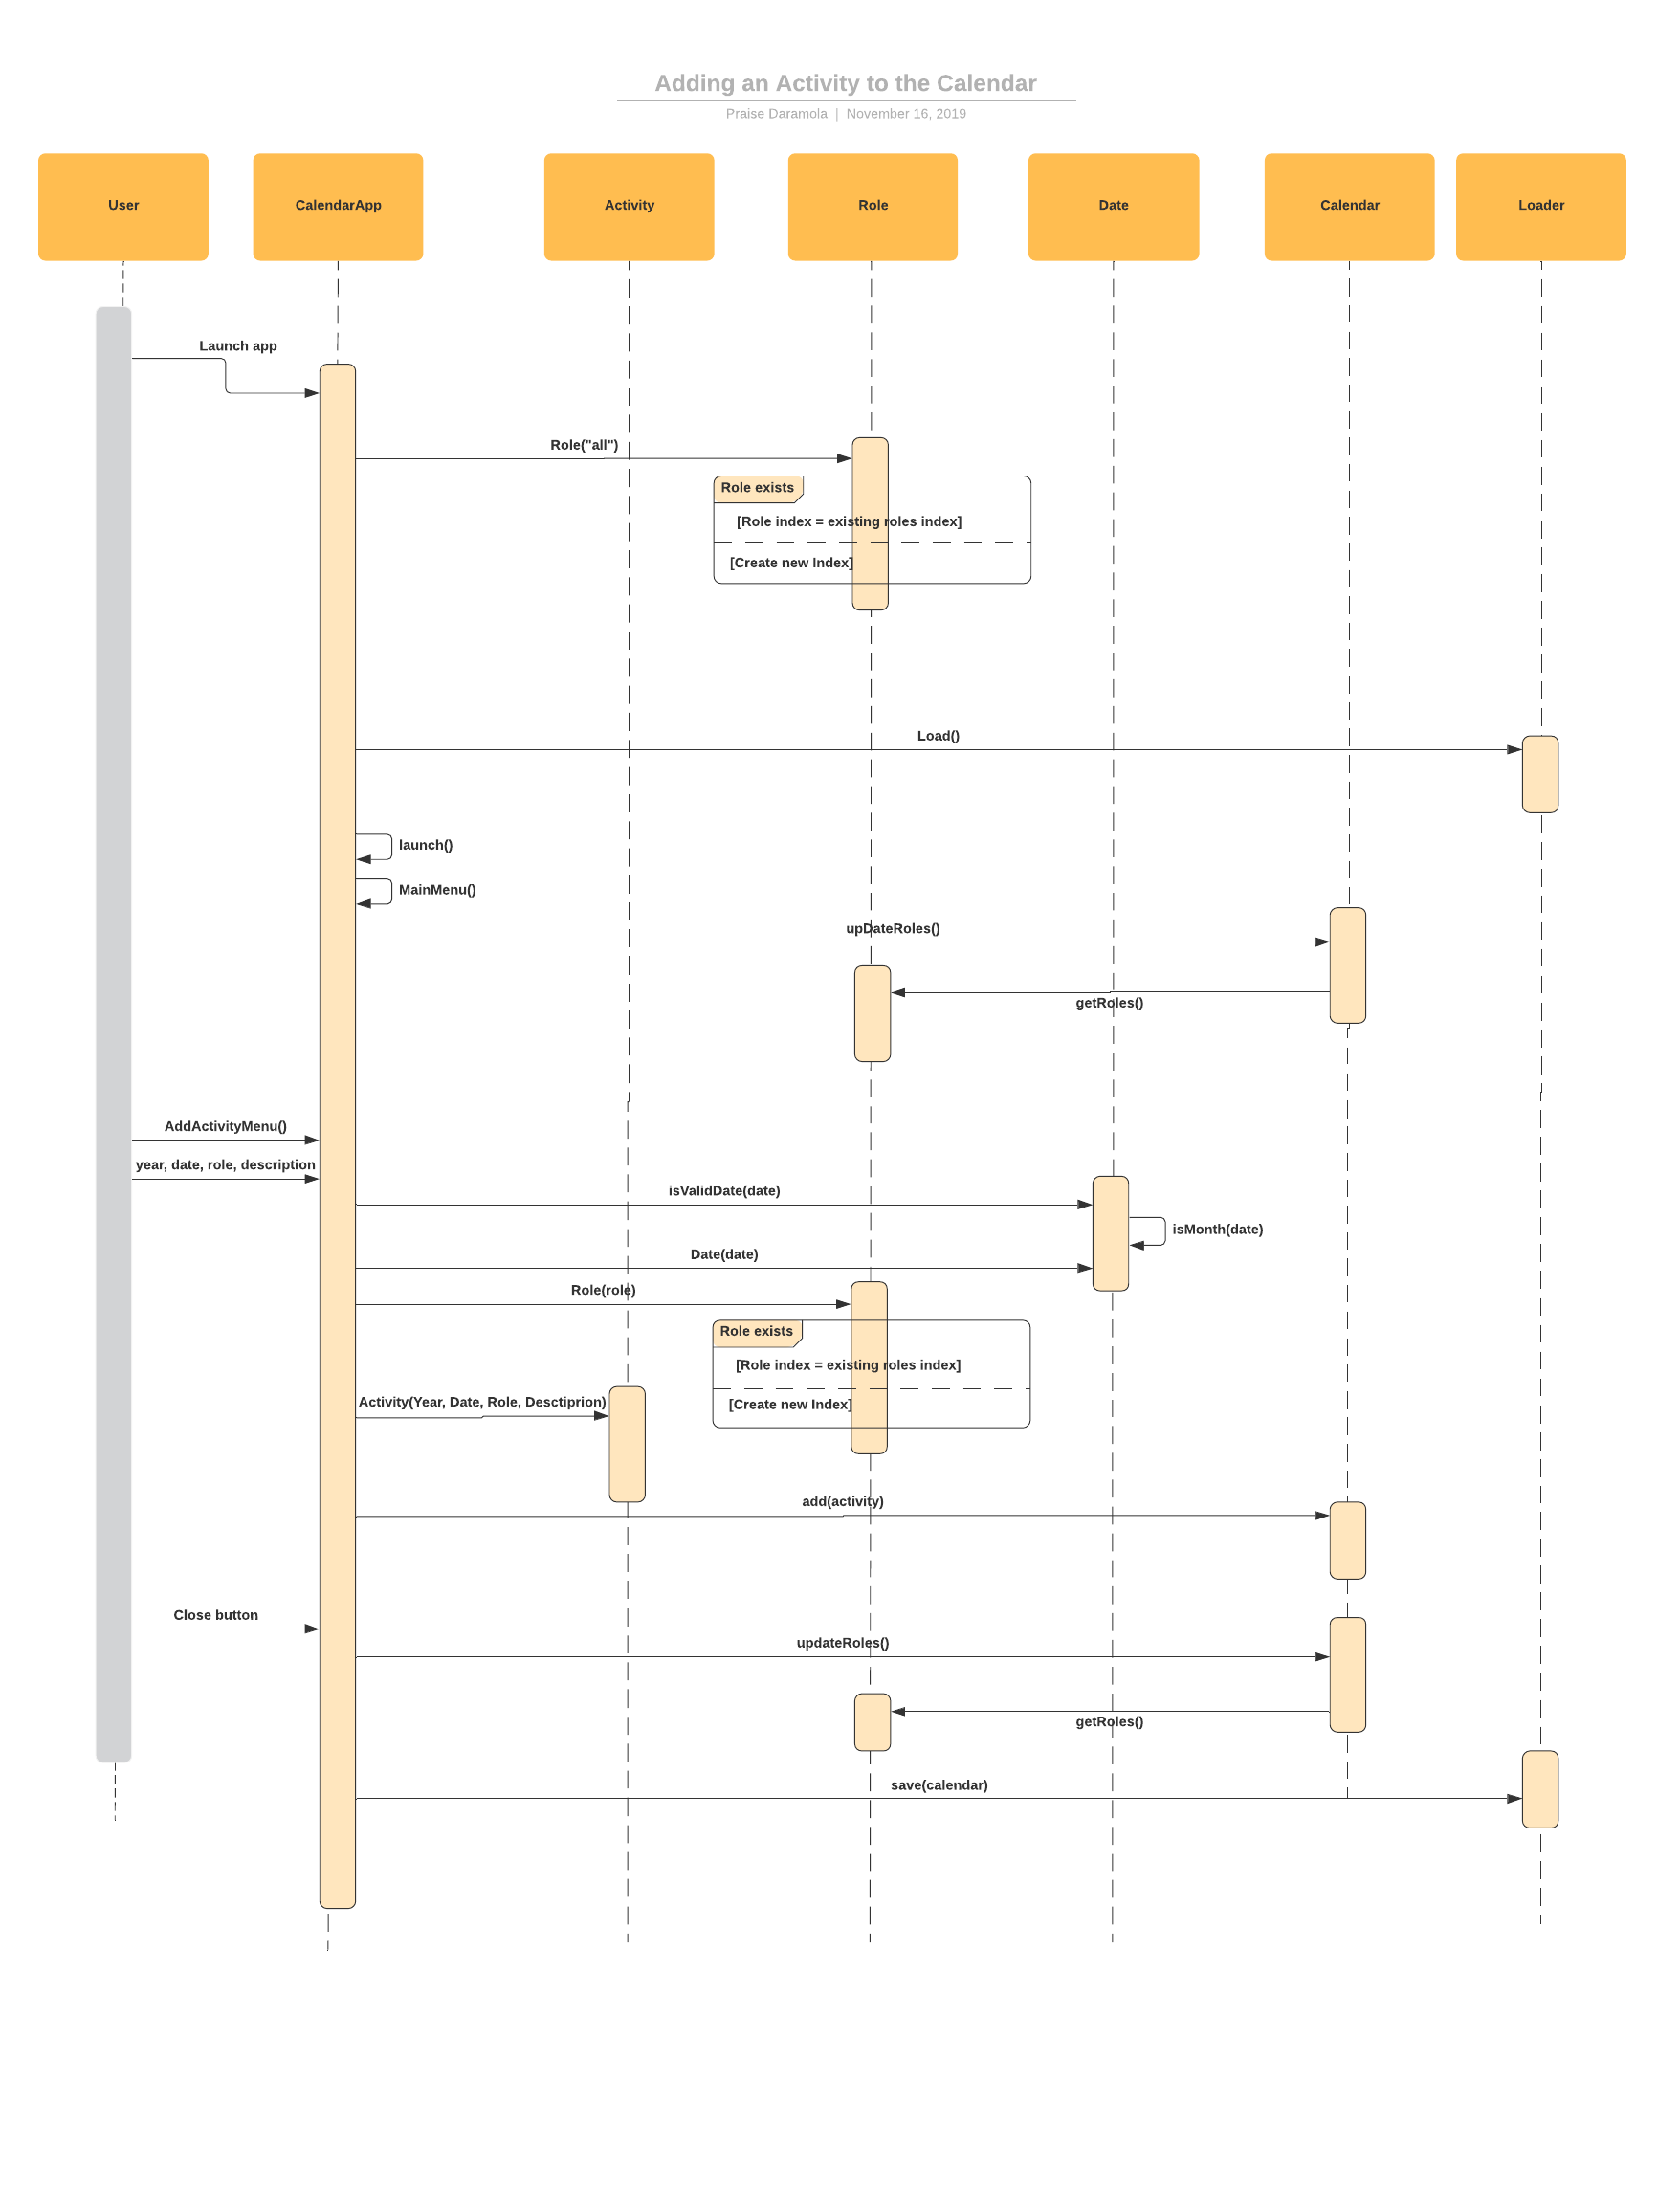 Adding an Activity to the Calendar
Praise Daramola | November 16, 2019
User
CalendarApp
Activity
Role
Date
Calendar
Loader
Launch app
Role("all")
Role exists
[Role index = existing roles index]
[Create new Index]
Load()
launch()
MainMenu()
upDateRoles()
getRoles()
AddActivityMenu()
year, date, role, description
isValidDate(date)
isMonth(date)
Date(date)
Role(role)
Role exists
[Role index = existing roles index]
Activity(Year, Date, Role, Desctiprion)
[Create new Index]
add(activity)
Close button
updateRoles()
getRoles()
save(calendar)